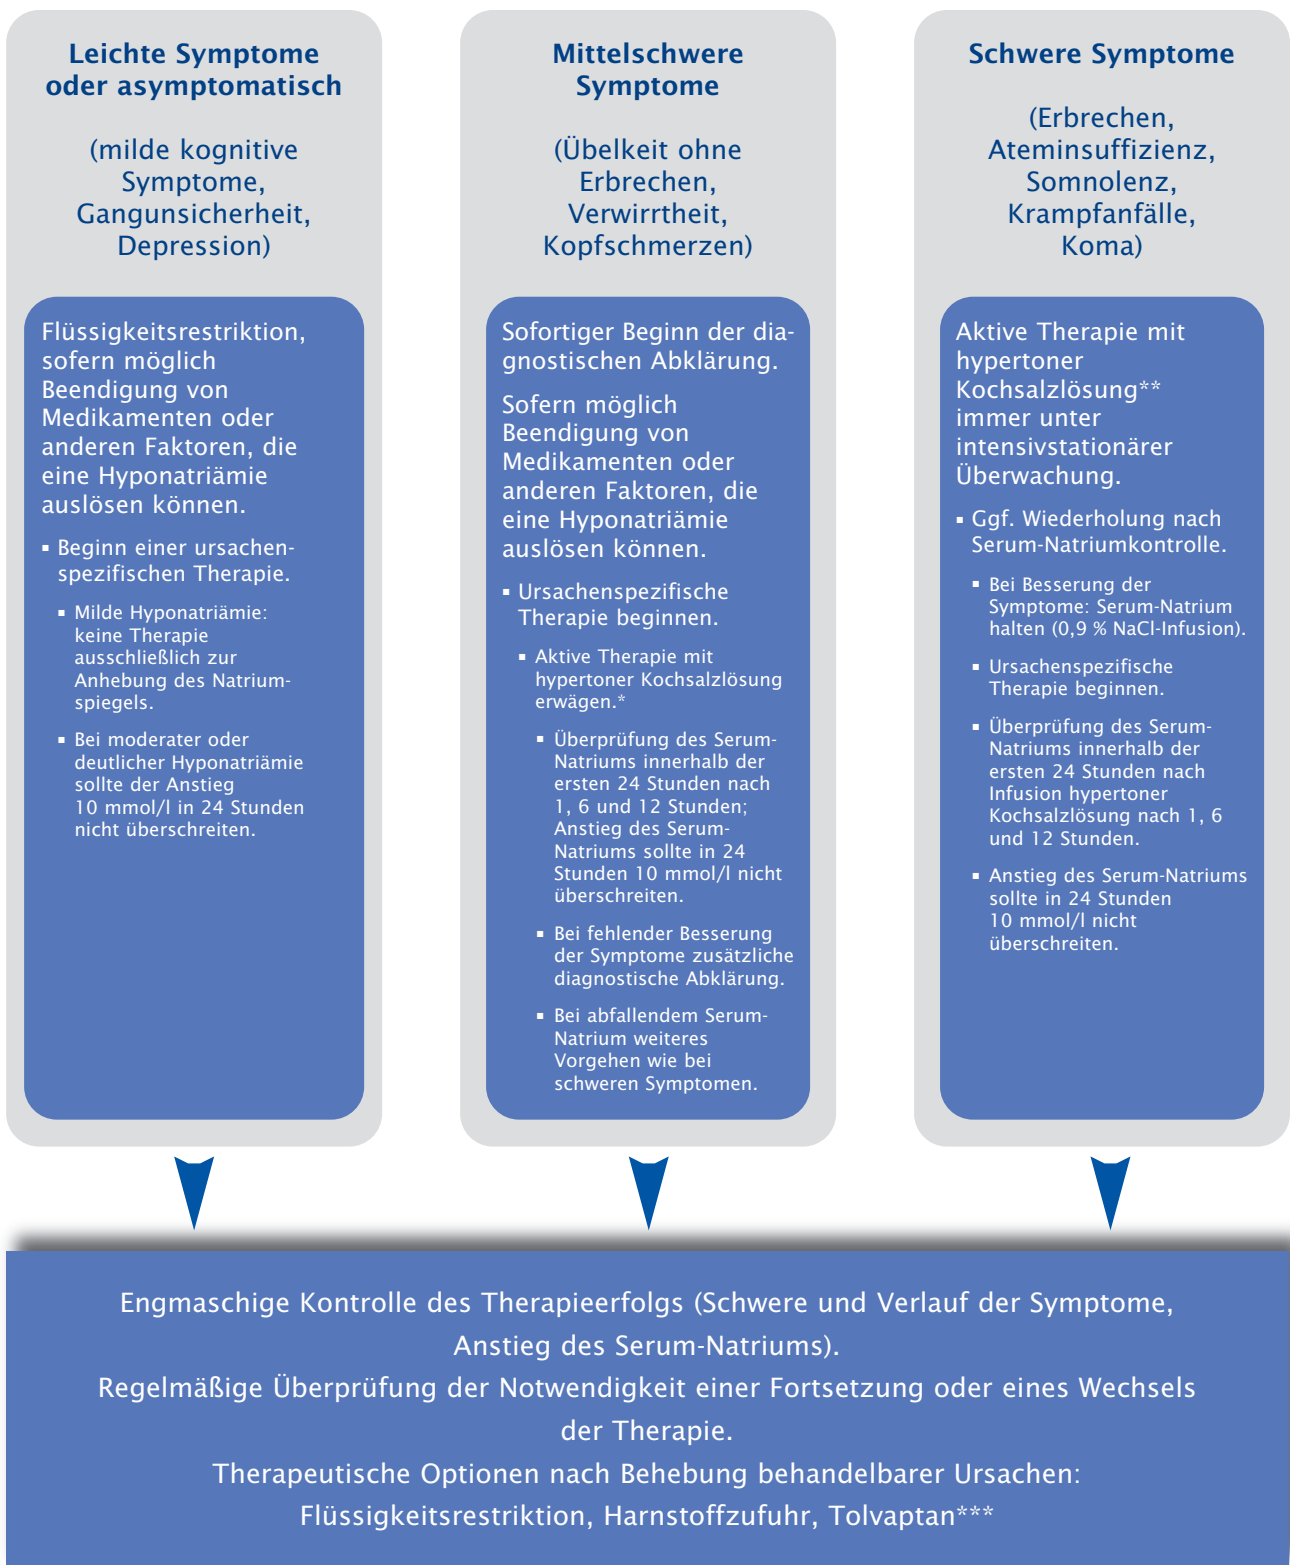 Leichte Symptome
oder asymptomatisch
(milde kognitive
Symptome,
Gangunsicherheit,
Depression)
Flüssigkeitsrestriktion,
sofern möglich
Beendigung von
Medikamenten oder
anderen Faktoren, die
eine Hyponatriämie
auslösen können.
▪ Beginn einer ursachen-
spezifischen Therapie.
▪ Milde Hyponatriämie:
keine Therapie
ausschließlich zur
Anhebung des Natrium-
spiegels.
▪ Bei moderater oder
deutlicher Hyponatriämie
sollte der Anstieg
10 mmol/l in 24 Stunden
nicht überschreiten.
Mittelschwere
Symptome
(Übelkeit ohne
Erbrechen,
Verwirrtheit,
Kopfschmerzen)
Sofortiger Beginn der dia-
gnostischen Abklärung.
Sofern möglich
Beendigung von
Medikamenten oder
anderen Faktoren, die
eine Hyponatriämie
auslösen können.
▪ Ursachenspezifische
Therapie beginnen.
▪ Aktive Therapie mit
hypertoner Kochsalzlösung
erwägen.*
▪ Überprüfung des Serum-
Natriums innerhalb der
ersten 24 Stunden nach
1, 6 und 12 Stunden;
Anstieg des Serum-
Natriums sollte in 24
Stunden 10 mmol/l nicht
überschreiten.
▪ Bei fehlender Besserung
der Symptome zusätzliche
diagnostische Abklärung.
▪ Bei abfallendem Serum-
Natrium weiteres
Vorgehen wie bei
schweren Symptomen.
Schwere Symptome
(Erbrechen,
Ateminsuffizienz,
Somnolenz,
Krampfanfälle,
Koma)
Aktive Therapie mit
hypertoner
Kochsalzlösung**
immer unter
intensivstationärer
Überwachung.
▪ Ggf. Wiederholung nach
Serum-Natriumkontrolle.
▪ Bei Besserung der
Symptome: Serum-Natrium
halten (0,9 % NaCl-Infusion).
▪ Ursachenspezifische
Therapie beginnen.
▪ Überprüfung des Serum-
Natriums innerhalb der
ersten 24 Stunden nach
Infusion hypertoner
Kochsalzlösung nach 1, 6
und 12 Stunden.
▪ Anstieg des Serum-Natriums
sollte in 24 Stunden
10 mmol/l nicht
überschreiten.
Engmaschige Kontrolle des Therapieerfolgs (Schwere und Verlauf der Symptome,
Anstieg des Serum-Natriums).
Regelmäßige Überprüfung der Notwendigkeit einer Fortsetzung oder eines Wechsels
der Therapie.
Therapeutische Optionen nach Behebung behandelbarer Ursachen:
Flüssigkeitsrestriktion, Harnstoffzufuhr, Tolvaptan***